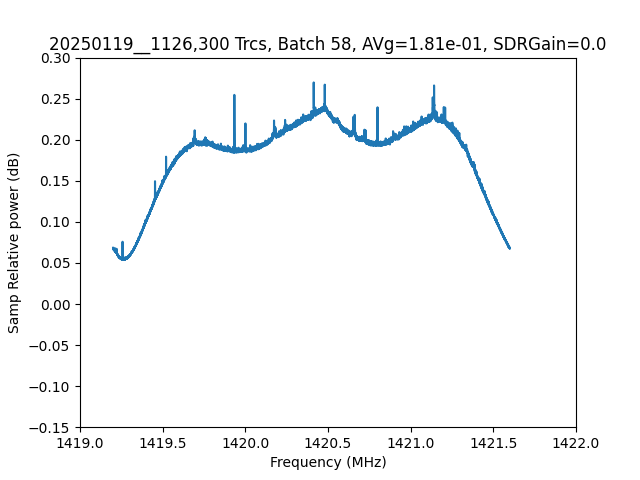 20250119__1126,300 Trcs, Batch 58, AVg=1.81e-01, SDRGain=0.0
0.30
0.25
0.20
0.15
0.10
0.05
0.00
−0.05
−0.10
−0.15
Samp Relative power (dB)
1419.0 1419.5 1420.0 1420.5 1421.0 1421.5 1422.0
Frequency (MHz)